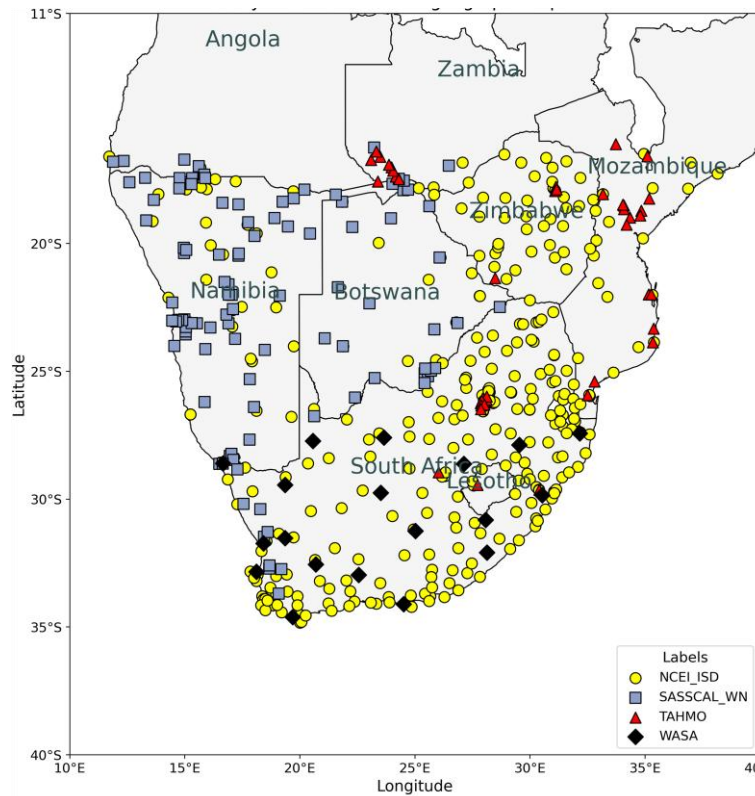 11°S
Angola
Zambia
Mozambique
Zimbabwe
20°S
Namibia
Botswana
Latitude
25°S
South Africa
Lesotho
30°S
35°S
Labels
NCEI_ISD
SASSCAL_WN
TAHMO
WASA
40°S
10°E
15°E
20°E
25°E
30°E
35°E
40
Longitude